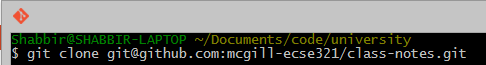 Shabbir@SHABBIR-LAPTOP ~/Documents/code/university
$ git clone git@github.com:mcgill-ecse321/class-notes.git